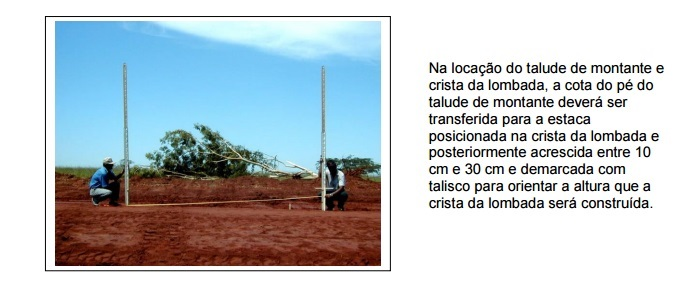 Na locação do talude de montante e
crista da lombada, a cota do pé do
talude de montante deverá ser
transferida para a estaca
posicionada na crista da lombada e
posteriormente acrescida entre 10
cm e 30 cm e demarcada com
talisco para orientar a altura que a
crista da lombada será construída.